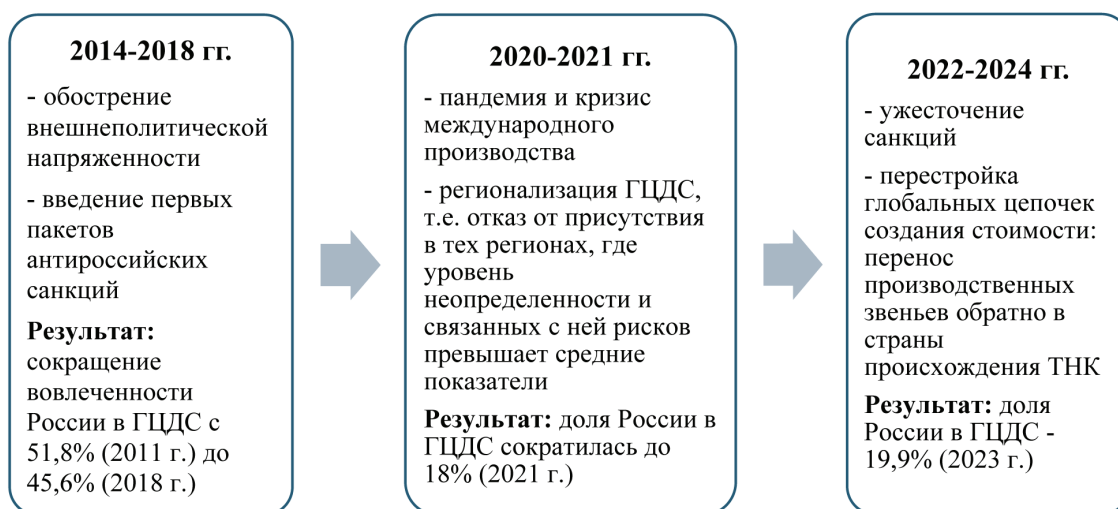 2014-2018 гг.
- обострение
внешнеполитической
напряженности
- введение первых
пакетов
антироссийских
санкций
Результат:
сокращение
вовлеченности
России в ГЦДС с
51,8% (2011 г.) до
45,6% (2018 г.)
2020-2021 гг.
- пандемия и кризис
международного
производства
- регионализация ГЦДС,
т.е. отказ от присутствия
в тех регионах, где
уровень
неопределенности и
связанных с ней рисков
превышает средние
показатели
Результат: доля России в
ГЦДС сократилась до
18% (2021 г.)
2022-2024 гг.
- ужесточение
санкций
- перестройка
глобальных цепочек
создания стоимости:
перенос
производственных
звеньев обратно в
страны
происхождения ТНК
Результат: доля
России в ГЦДС -
19,9% (2023 г.)